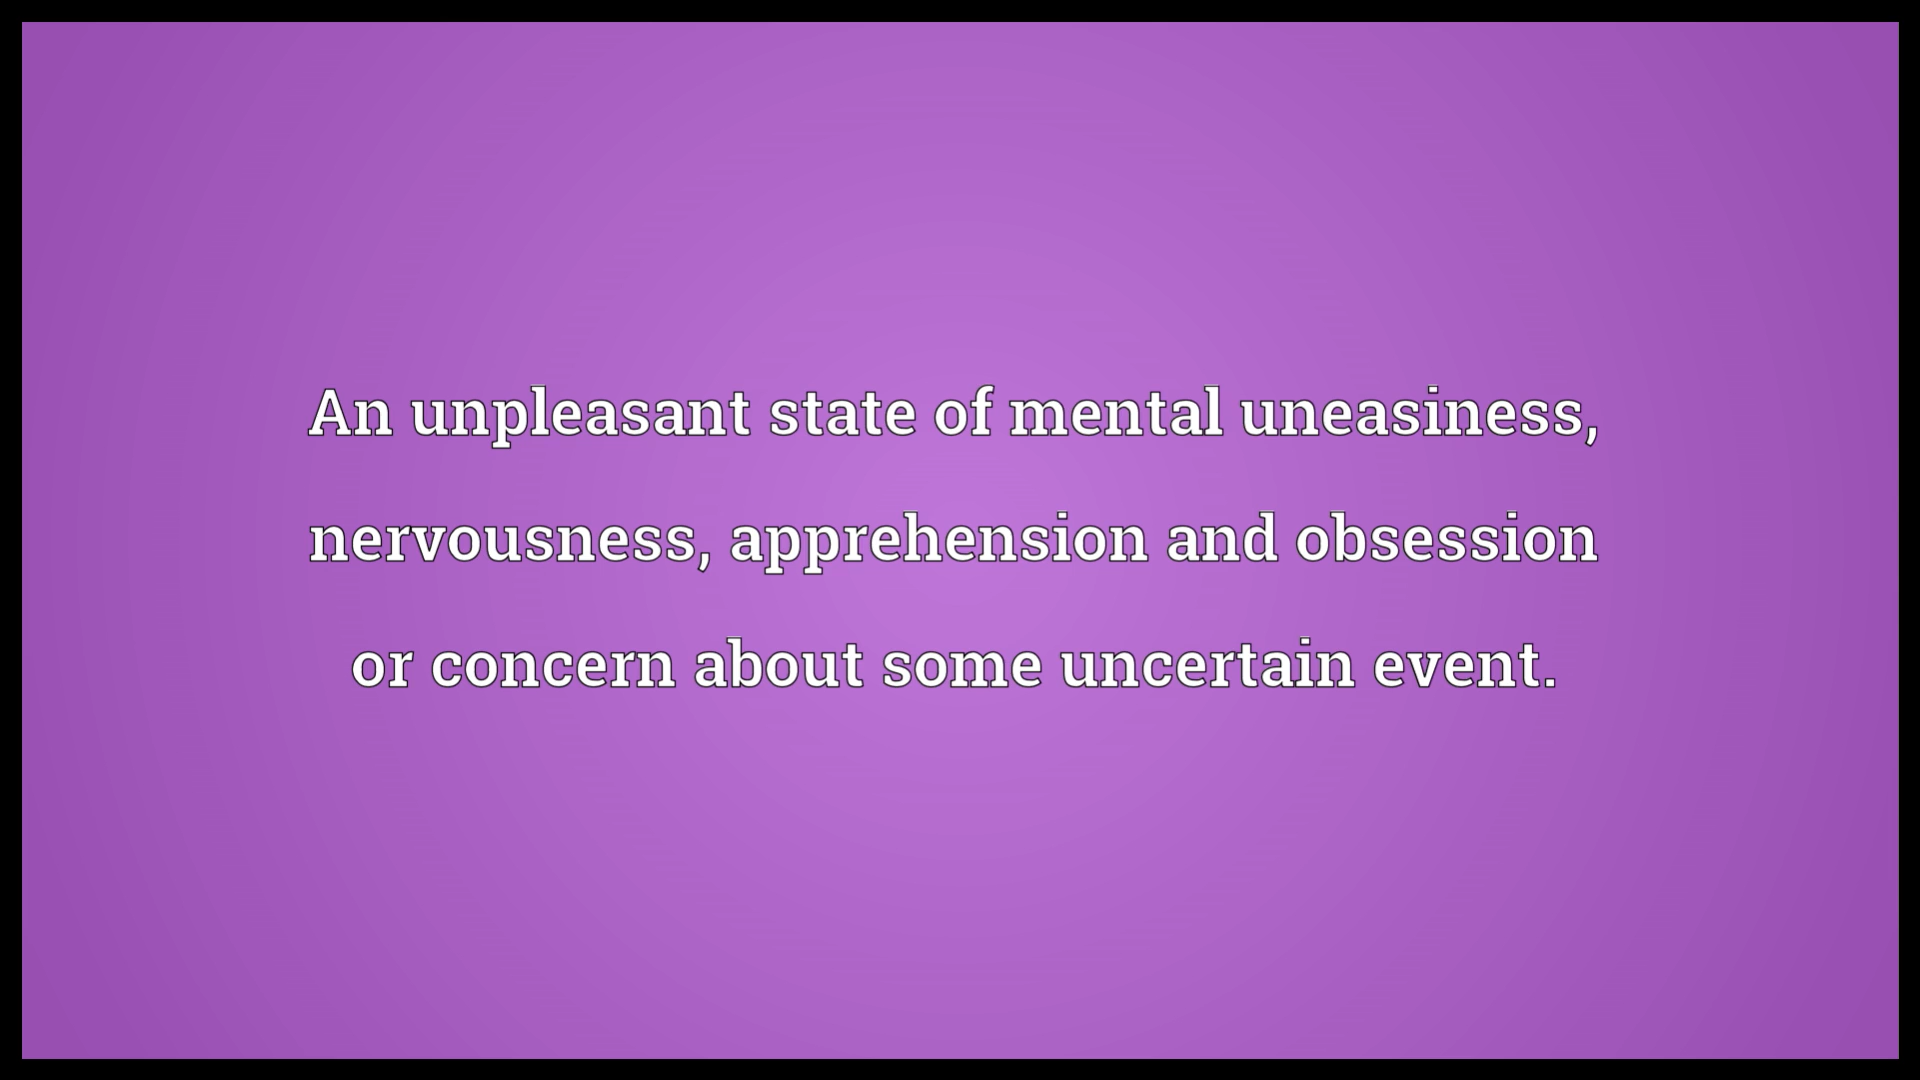 An unpleasant state of mental uneasiness,
nervousness, apprehension and obsession
or concern about some uncertain event.